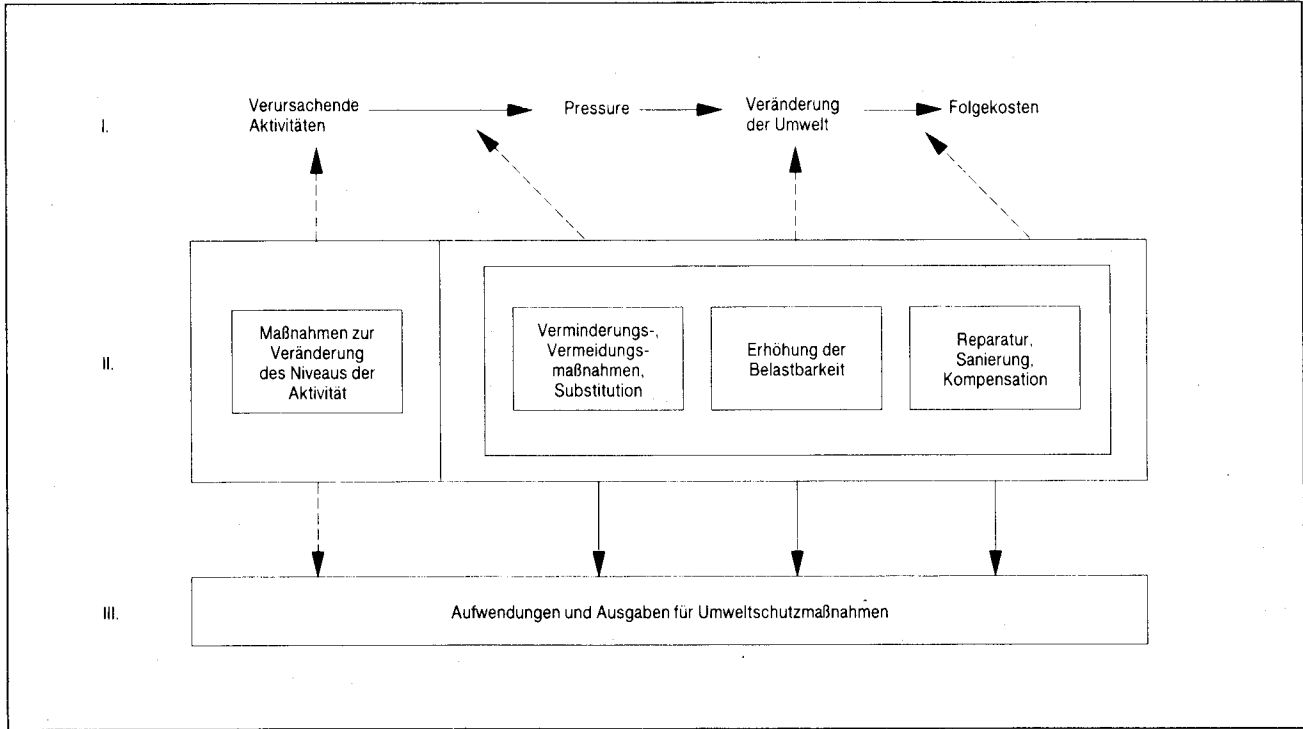 I.
Verursachende
Aktivitäten
Pressure
Veränderung
der Umwelt
Folgekosten
II.
Maßnahmen zur
Veränderung
des Niveaus der
Aktivität
Verminderungs-,
Vermeidungs-
maßnahmen,
Substitution
Erhöhung der
Belastbarkeit
Reparatur,
Sanierung,
Kompensation
III.
Aufwendungen und Ausgaben für Umweltschutzmaßnahmen